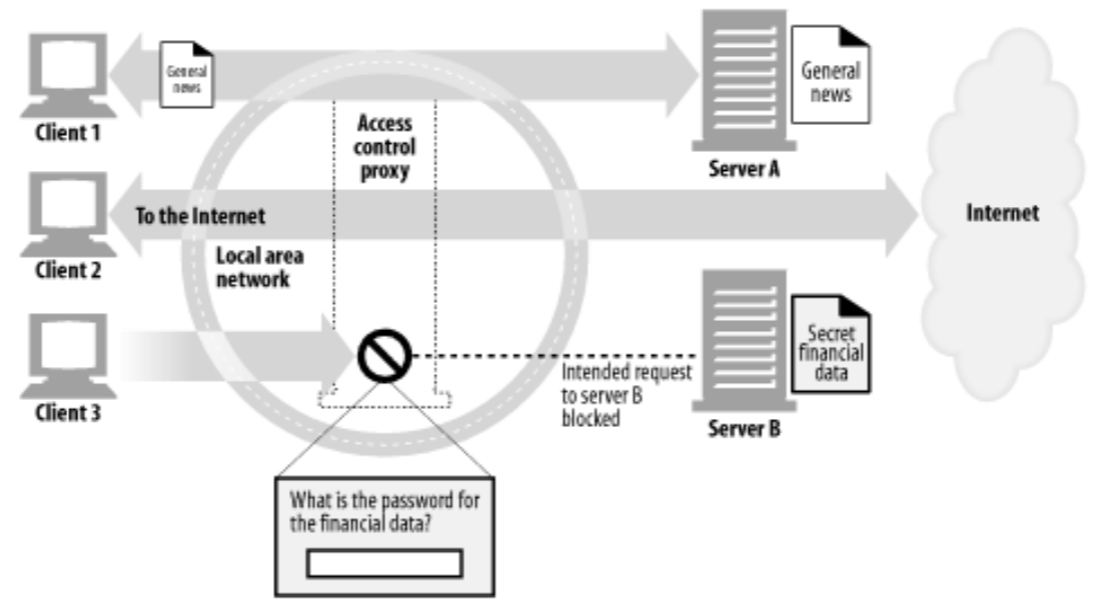 General
news
Client 1
Access
control
proxy
General
news
Server A
To the Internet
Client 2
Local area
network
Internet
Client 3
Intended request
to server B
blocked
Secret
financial
data
Server B
What is the password for
the financial data?